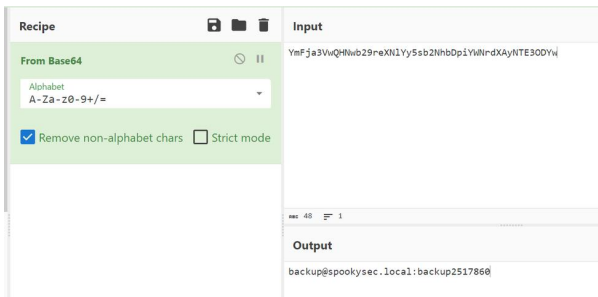 Recipe
From Base64
Alphabet
A-Za-z0-9+/=
Remove non-alphabet chars
Strict mode
Input
YmFja3VwQHNwb29reXNlYy5sb2NhbDpiYWNrdXAyNTE3ODYw
48 1
Output
backup@spookysec.local:backup2517860